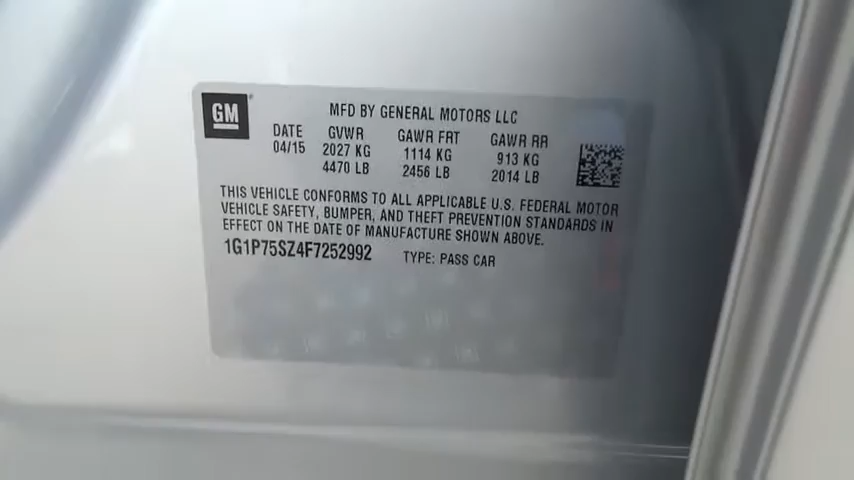 GM
MFD BY GENERAL MOTORS LLC
DATE GVWR GAWR FRT GAWR RR
04/15 2027 KG 1114 KG 913 KG
4470 LB 2456 LB 2014 LB
THIS VEHICLE CONFORMS TO ALL APPLICABLE U.S. FEDERAL MOTOR
VEHICLE SAFETY, BUMPER, AND THEFT PREVENTION STANDARDS IN
EFFECT ON THE DATE OF MANUFACTURE SHOWN ABOVE.
1G1P75SZ4F7252992 TYPE: PASS CAR